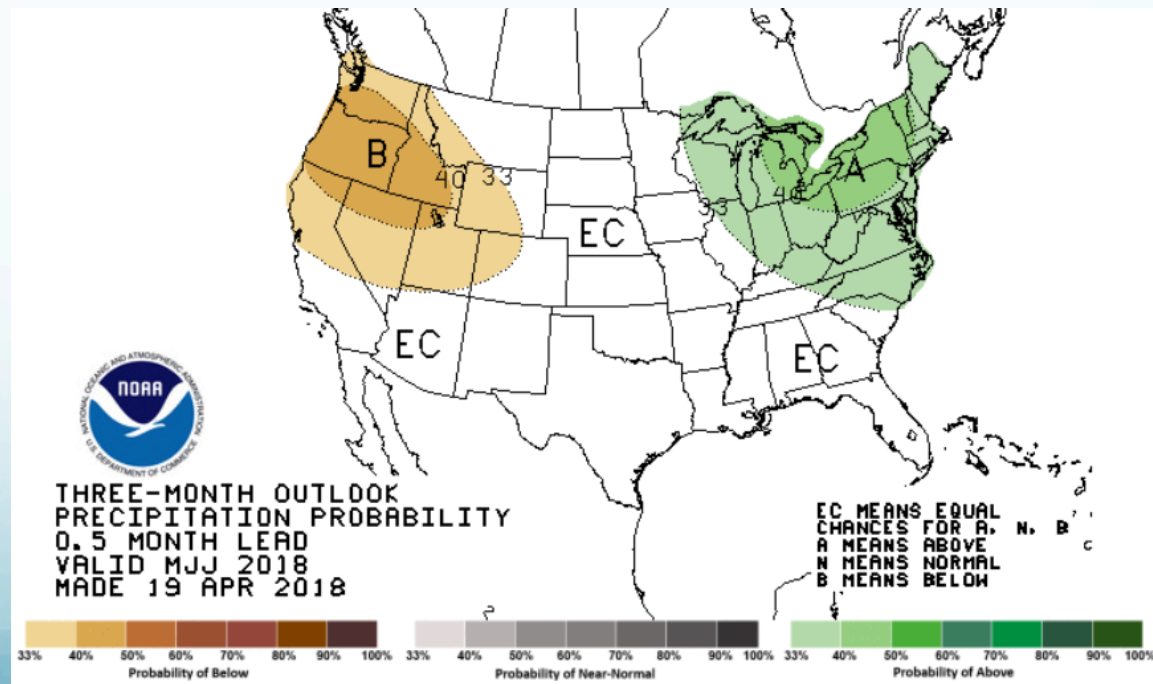 B
40
33
A
40
33
EC
EC
EC
NATIONAL OCEANIC AND ATMOSPHERIC ADMINISTRATION
NOAA
U.S. DEPARTMENT OF COMMERCE
THREE-MONTH OUTLOOK
PRECIPITATION PROBABILITY
0.5 MONTH LEAD
VALID MJJ 2018
MADE 19 APR 2018
EC MEANS EQUAL
CHANCES FOR A, N, B
A MEANS ABOVE
N MEANS NORMAL
B MEANS BELOW
33% 40% 50% 60% 70% 80% 90% 100%
Probability of Below
33% 40% 50% 60% 70% 80% 90% 100%
Probability of Near-Normal
33% 40% 50% 60% 70% 80% 90% 100%
Probability of Above